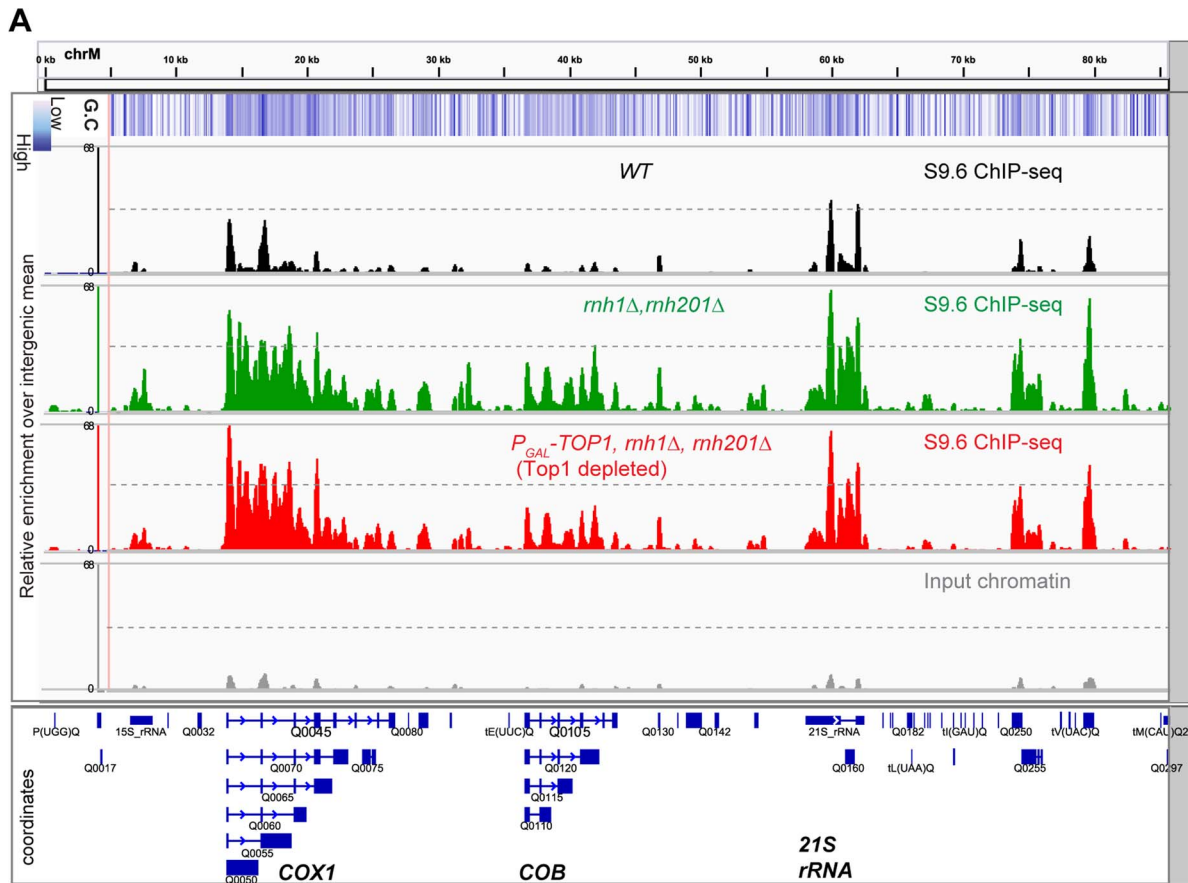 A
chrM
0 kb 10 kb 20 kb 30 kb 40 kb 50 kb 60 kb 70 kb 80 kb
G.C
Low
High
Relative enrichment over intergenic mean
68
WT
S9.6 ChIP-seq
0
68
rnh1Δ,rnh201Δ
S9.6 ChIP-seq
0
68
P_GAL-TOP1, rnh1Δ, rnh201Δ
S9.6 ChIP-seq
(Top1 depleted)
0
68
Input chromatin
0
coordinates
P(UGG)Q 15S_rRNA Q0032 Q0045 Q0080 tE(UUC)Q Q0105 Q0130 Q0142 21S_rRNA Q0182 tI(GAU)Q Q0250 tV(UAC)Q tM(CAU)Q2
Q0017 Q0070 Q0075 Q0120 Q0160 tL(UAA)Q Q0255 Q0297
Q0065 Q0115
Q0060 Q0110
Q0055
Q0050
COX1 COB 21S
rRNA